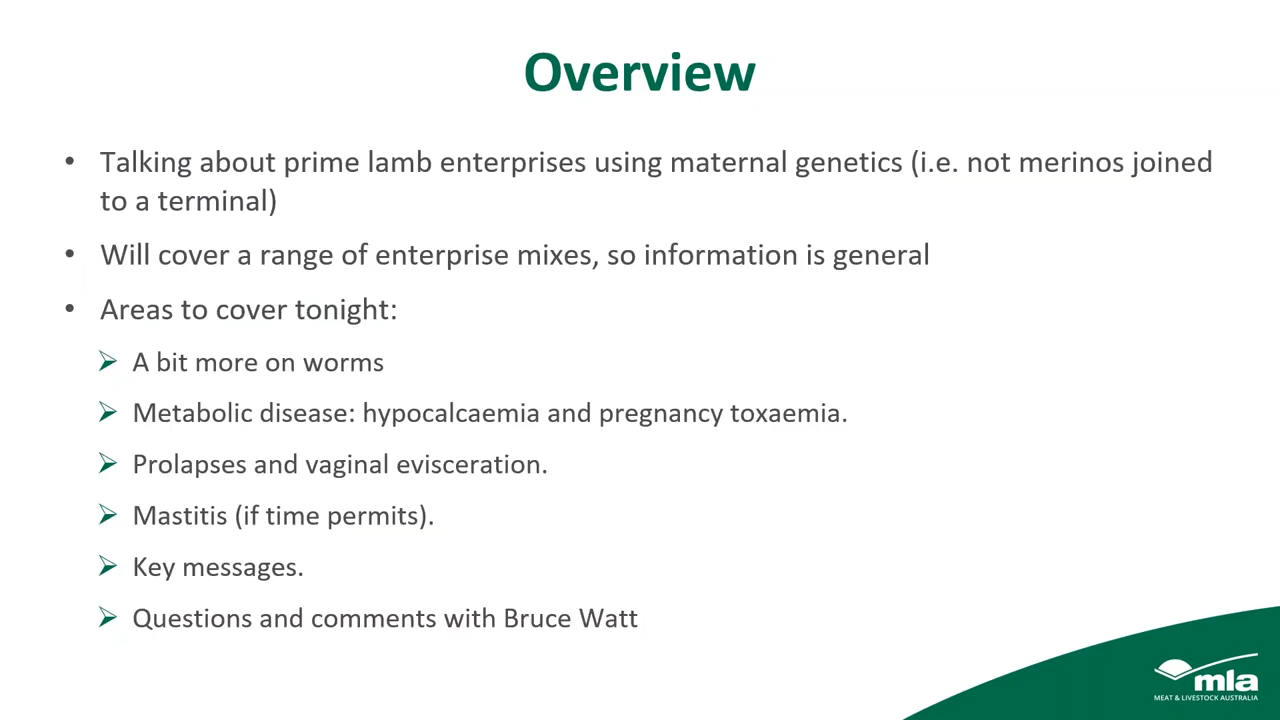 Overview
• Talking about prime lamb enterprises using maternal genetics (i.e. not merinos joined
to a terminal)
• Will cover a range of enterprise mixes, so information is general
• Areas to cover tonight:
➢ A bit more on worms
➢ Metabolic disease: hypocalcaemia and pregnancy toxaemia.
➢ Prolapses and vaginal evisceration.
➢ Mastitis (if time permits).
➢ Key messages.
➢ Questions and comments with Bruce Watt
mla
MEAT & LIVESTOCK AUSTRALIA